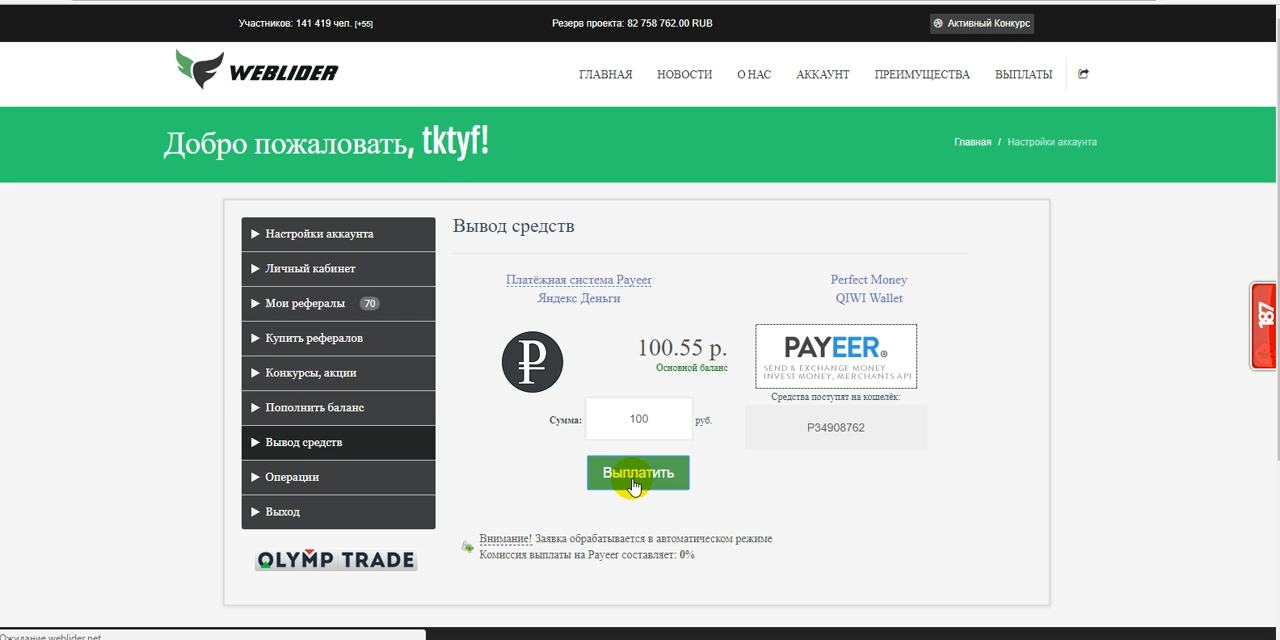 Участников: 141 419 чел. [+55]
Резерв проекта: 82 758 762.00 RUB
Активный Конкурс
WEBLIDER
ГЛАВНАЯ НОВОСТИ О НАС АККАУНТ ПРЕИМУЩЕСТВА ВЫПЛАТЫ
Добро пожаловать, tktyf!
Главная / Настройки аккаунта
Настройки аккаунта
Личный кабинет
Мои рефералы 70
Купить рефералов
Конкурсы, акции
Пополнить баланс
Вывод средств
Операции
Выход
OLYMP TRADE
Вывод средств
Платёжная система Payeer
Яндекс Деньги
Perfect Money
QIWI Wallet
100.55 р.
Основной баланс
Сумма: 100 руб.
Выплатить
PAYEER®
SEND & EXCHANGE MONEY
INVEST MONEY, MERCHANTS API
Средства поступят на кошелёк:
P34908762
Внимание! Заявка обрабатывается в автоматическом режиме
Комиссия выплаты на Payeer составляет: 0%
187
Ожидание weblider.net